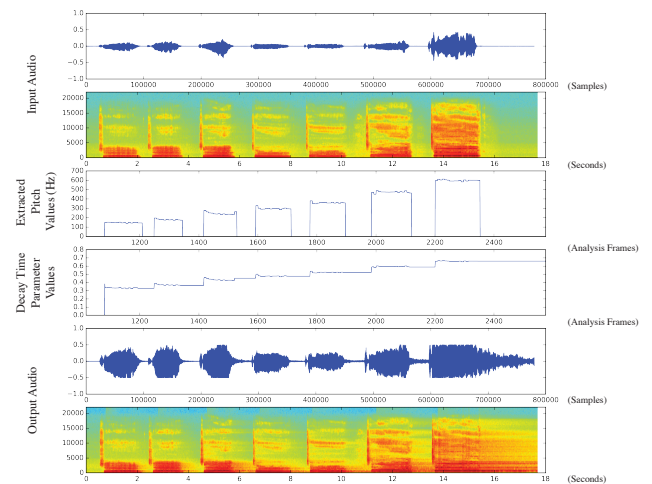 Input Audio
1.0
0.5
0.0
−0.5
−1.0
0 100000 200000 300000 400000 500000 600000 700000 800000
(Samples)
20000
15000
10000
5000
0
0 2 4 6 8 10 12 14 16 18
(Seconds)
Extracted
Pitch
Values (Hz)
700
600
500
400
300
200
100
0
1200 1400 1600 1800 2000 2200 2400
(Analysis Frames)
Decay Time
Parameter
Values
0.8
0.7
0.6
0.5
0.4
0.3
0.2
0.1
0.0
1200 1400 1600 1800 2000 2200 2400
(Analysis Frames)
Output Audio
1.0
0.5
0.0
−0.5
−1.0
0 100000 200000 300000 400000 500000 600000 700000 800000
(Samples)
20000
15000
10000
5000
0
0 2 4 6 8 10 12 14 16 18
(Seconds)